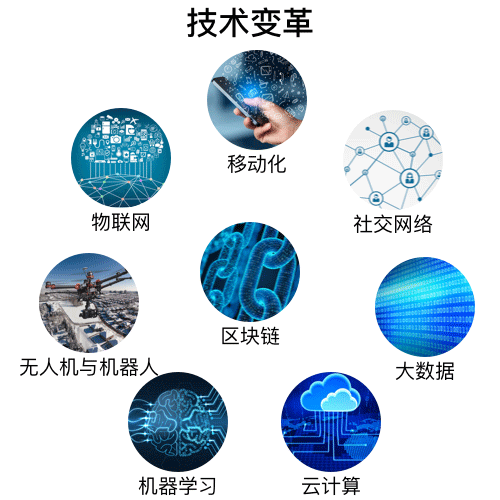 技术变革
移动化
物联网
社交网络
区块链
无人机与机器人
大数据
机器学习
云计算